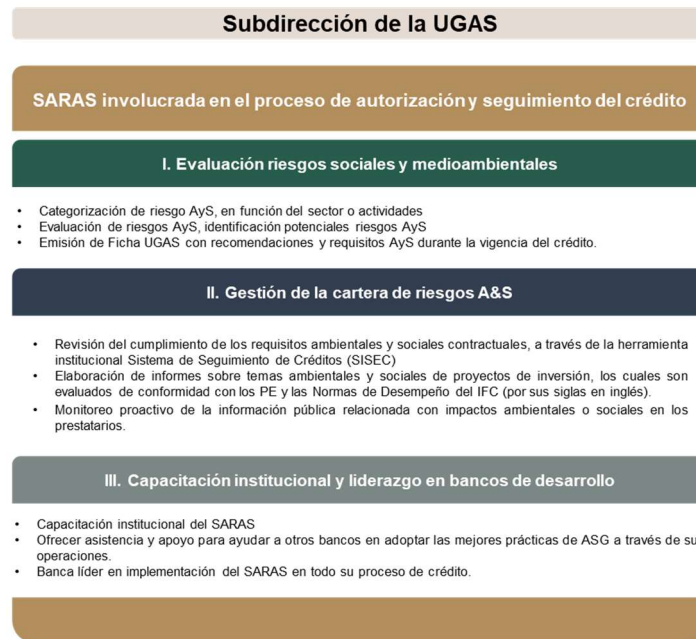 Subdirección de la UGAS
SARAS involucrada en el proceso de autorización y seguimiento del crédito
I. Evaluación riesgos sociales y medioambientales
• Categorización de riesgo AyS, en función del sector o actividades
• Evaluación de riesgos AyS, identificación potenciales riesgos AyS
• Emisión de Ficha UGAS con recomendaciones y requisitos AyS durante la vigencia del crédito.
II. Gestión de la cartera de riesgos A&S
• Revisión del cumplimiento de los requisitos ambientales y sociales contractuales, a través de la herramienta
institucional Sistema de Seguimiento de Créditos (SISEC)
• Elaboración de informes sobre temas ambientales y sociales de proyectos de inversión, los cuales son
evaluados de conformidad con los PE y las Normas de Desempeño del IFC (por sus siglas en inglés).
• Monitoreo proactivo de la información pública relacionada con impactos ambientales o sociales en los
prestatarios.
III. Capacitación institucional y liderazgo en bancos de desarrollo
• Capacitación institucional del SARAS
• Ofrecer asistencia y apoyo para ayudar a otros bancos en adoptar las mejores prácticas de ASG a través de su
operaciones.
• Banca líder en implementación del SARAS en todo su proceso de crédito.